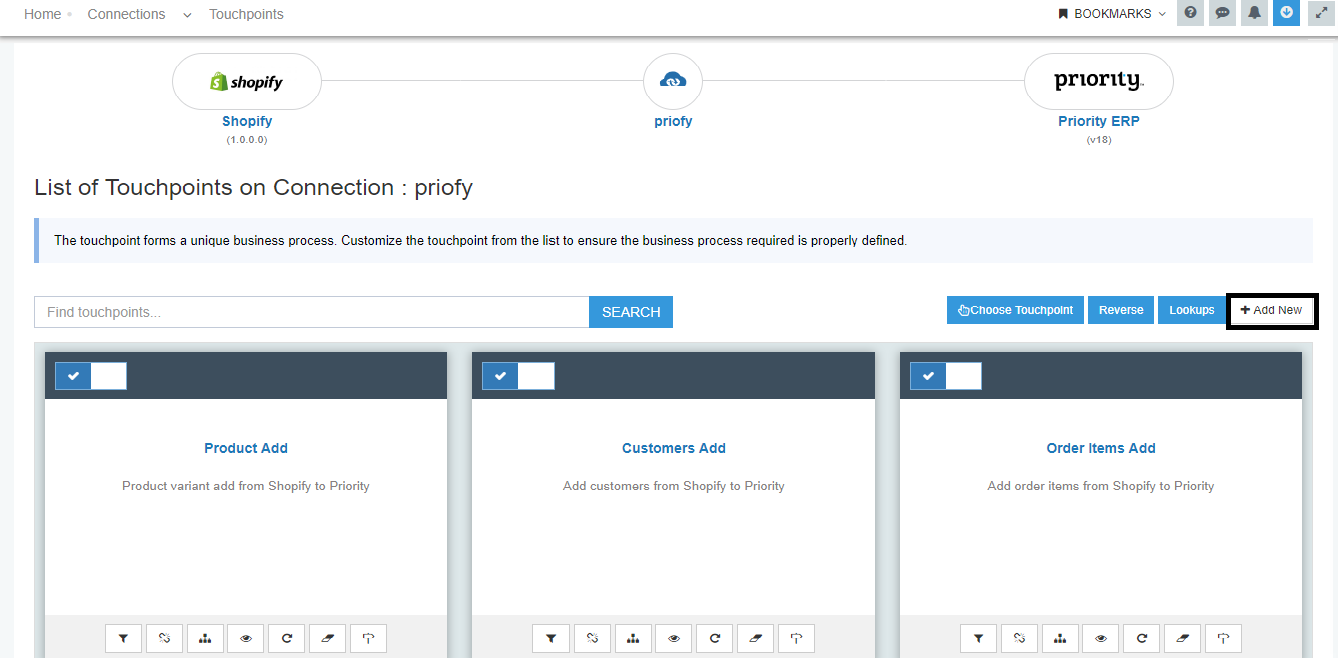 Home Connections Touchpoints BOOKMARKS
shopify priority
Shopify priofy Priority ERP
(1.0.0.0) (v18)
List of Touchpoints on Connection : priofy
The touchpoint forms a unique business process. Customize the touchpoint from the list to ensure the business process required is properly defined.
Find touchpoints... SEARCH Choose Touchpoint Reverse Lookups + Add New
Product Add Customers Add Order Items Add
Product variant add from Shopify to Priority Add customers from Shopify to Priority Add order items from Shopify to Priority